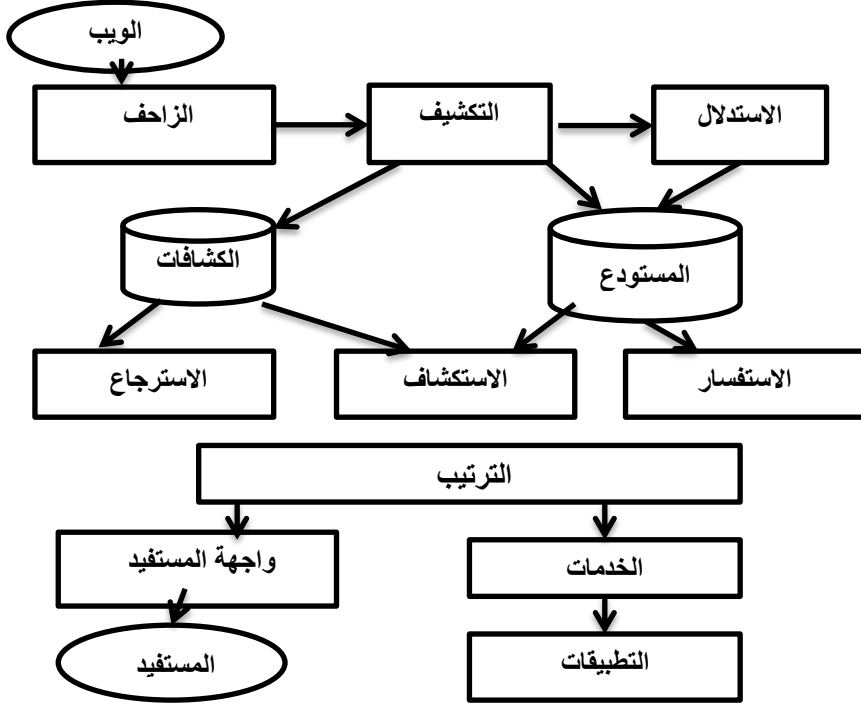 الويب
الزاحف
التكشيف
الاستدلال
الكشافات
المستودع
الاسترجاع
الاستكشاف
الاستفسار
الترتيب
واجهة المستفيد
الخدمات
المستفيد
التطبيقات